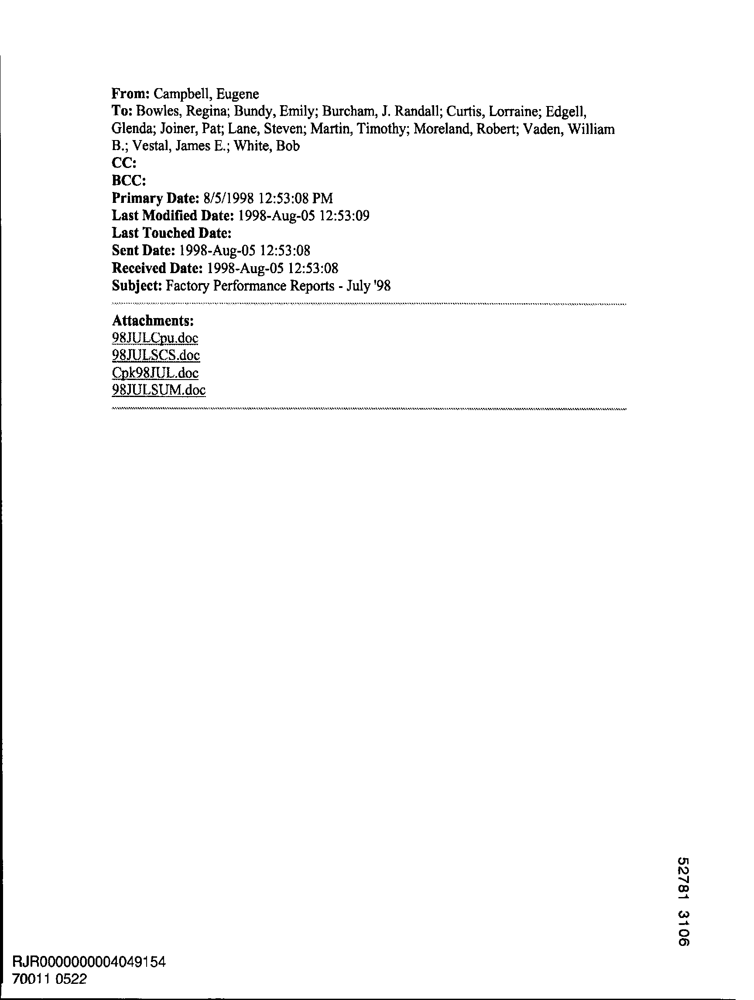 From: Campbell, Eugene
To: Bowles, Regina; Bundy, Emily; Burcham, J. Randall; Curtis, Lorraine; Edgell,
Glenda; Joiner, Pat; Lane, Steven; Martin, Timothy; Moreland, Robert; Vaden, William
B.; Vestal, James E.; White, Bob
CC:
BCC:
Primary Date: 8/5/1998 12:53:08 PM
Last Modified Date: 1998-Aug-05 12:53:09
Last Touched Date:
Sent Date: 1998-Aug-05 12:53:08
Received Date: 1998-Aug-05 12:53:08
Subject: Factory Performance Reports - July '98
Attachments:
98JULCpu.doc
98JULSCS.doc
Cpk98JUL.doc
98JULSUM.doc
52781 3106
RJR0000000004049154
70011 0522